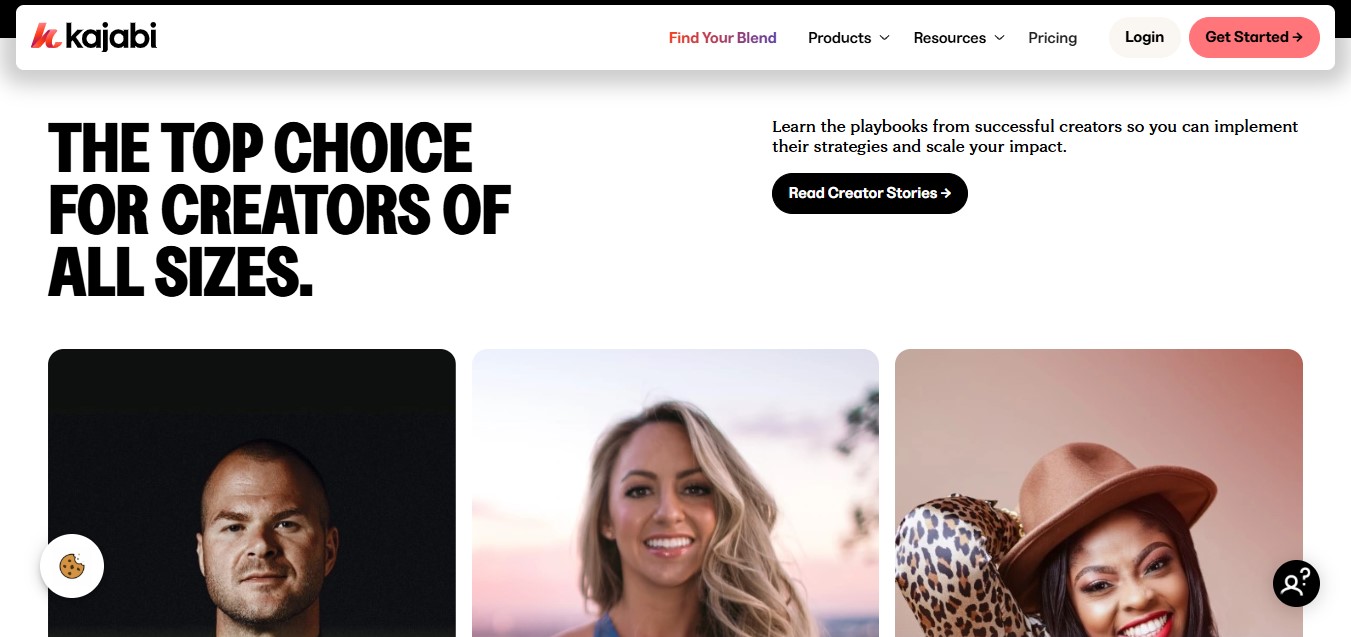 kajabi
Find Your Blend
Products
Resources
Pricing
Login
Get Started →
THE TOP CHOICE
FOR CREATORS OF
ALL SIZES.
Learn the playbooks from successful creators so you can implement
their strategies and scale your impact.
Read Creator Stories →